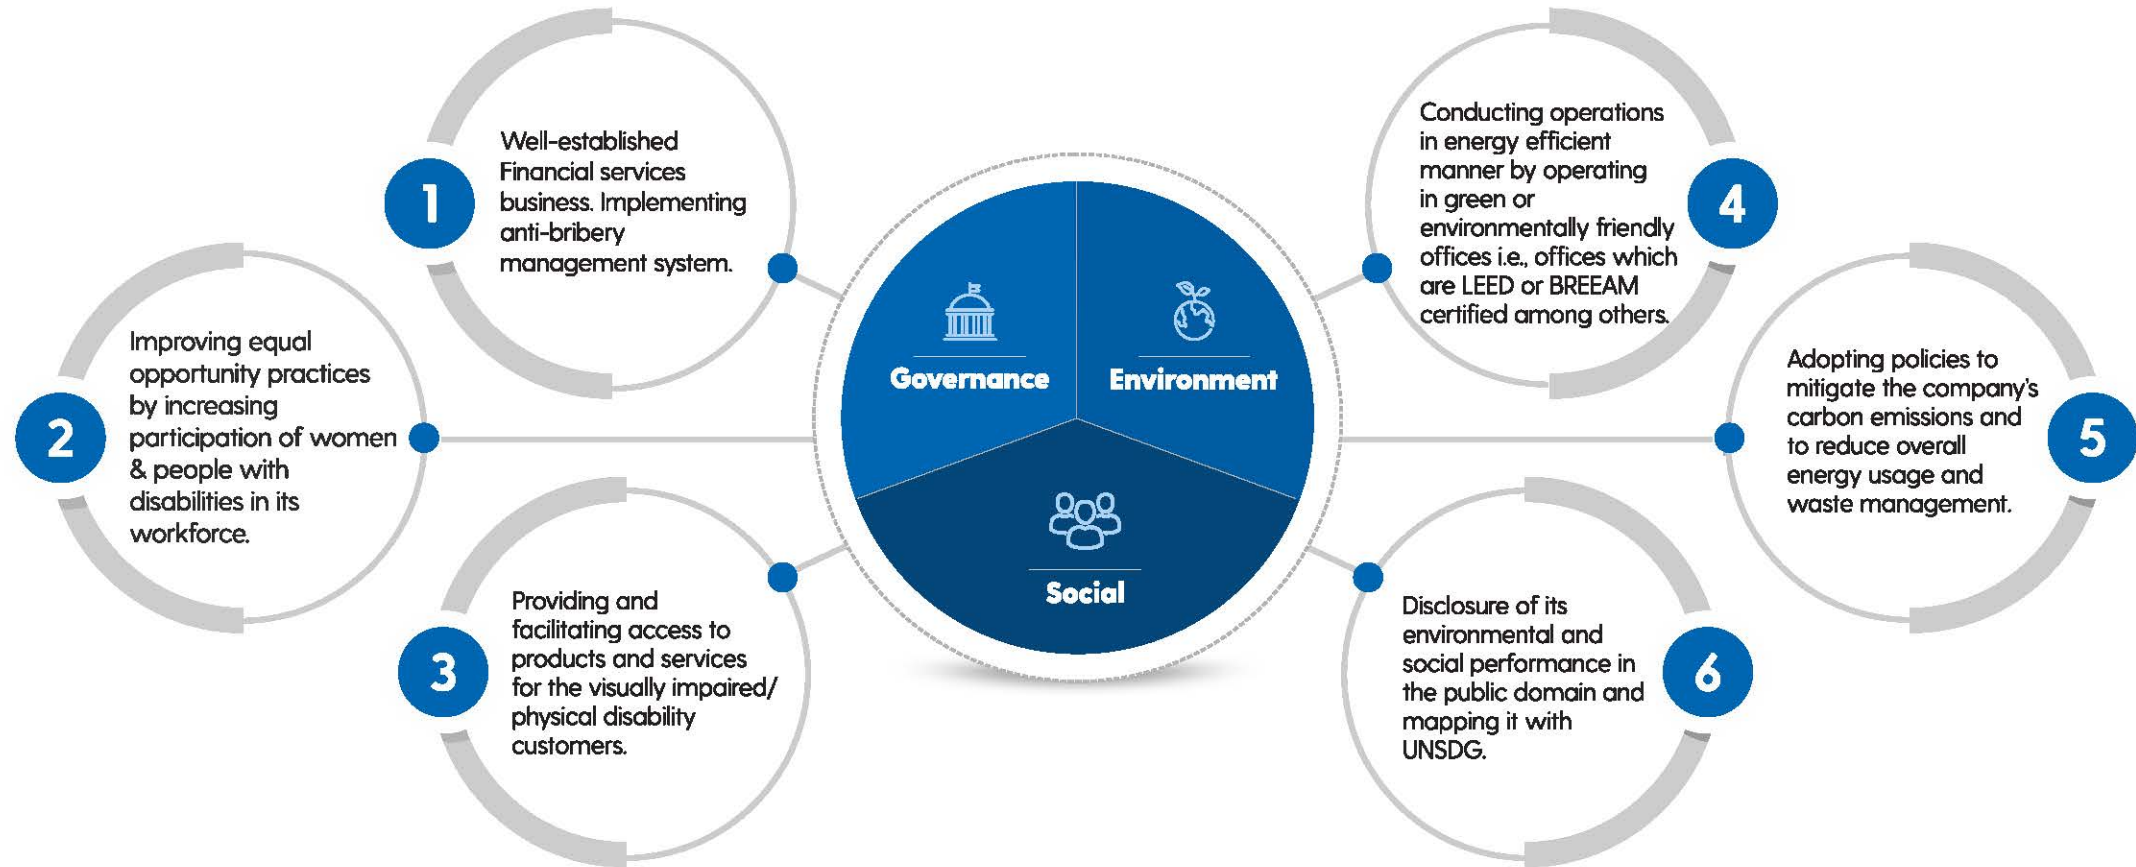 1
Well-established
Financial services
business. Implementing
anti-bribery
management system.
2
Improving equal
opportunity practices
by increasing
participation of women
& people with
disabilities in its
workforce.
3
Providing and
facilitating access to
products and services
for the visually impaired/
physical disability
customers.
Governance
Environment
Social
4
Conducting operations
in energy efficient
manner by operating
in green or
environmentally friendly
offices i.e., offices which
are LEED or BREEAM
certified among others.
5
Adopting policies to
mitigate the company's
carbon emissions and
to reduce overall
energy usage and
waste management.
6
Disclosure of its
environmental and
social performance in
the public domain and
mapping it with
UNSDG.